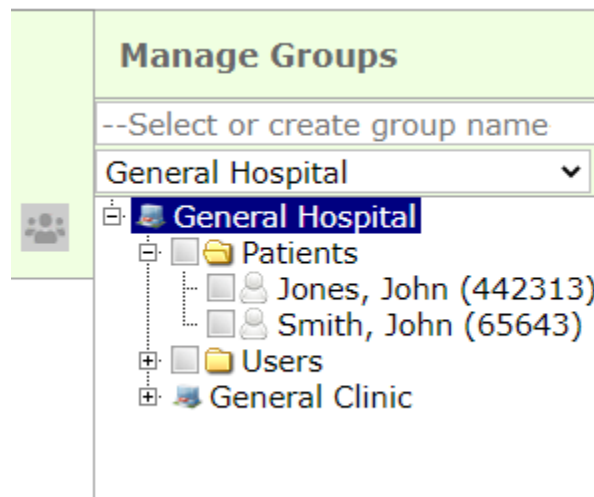 Manage Groups
--Select or create group name
General Hospital
General Hospital
Patients
Jones, John (442313)
Smith, John (65643)
Users
General Clinic